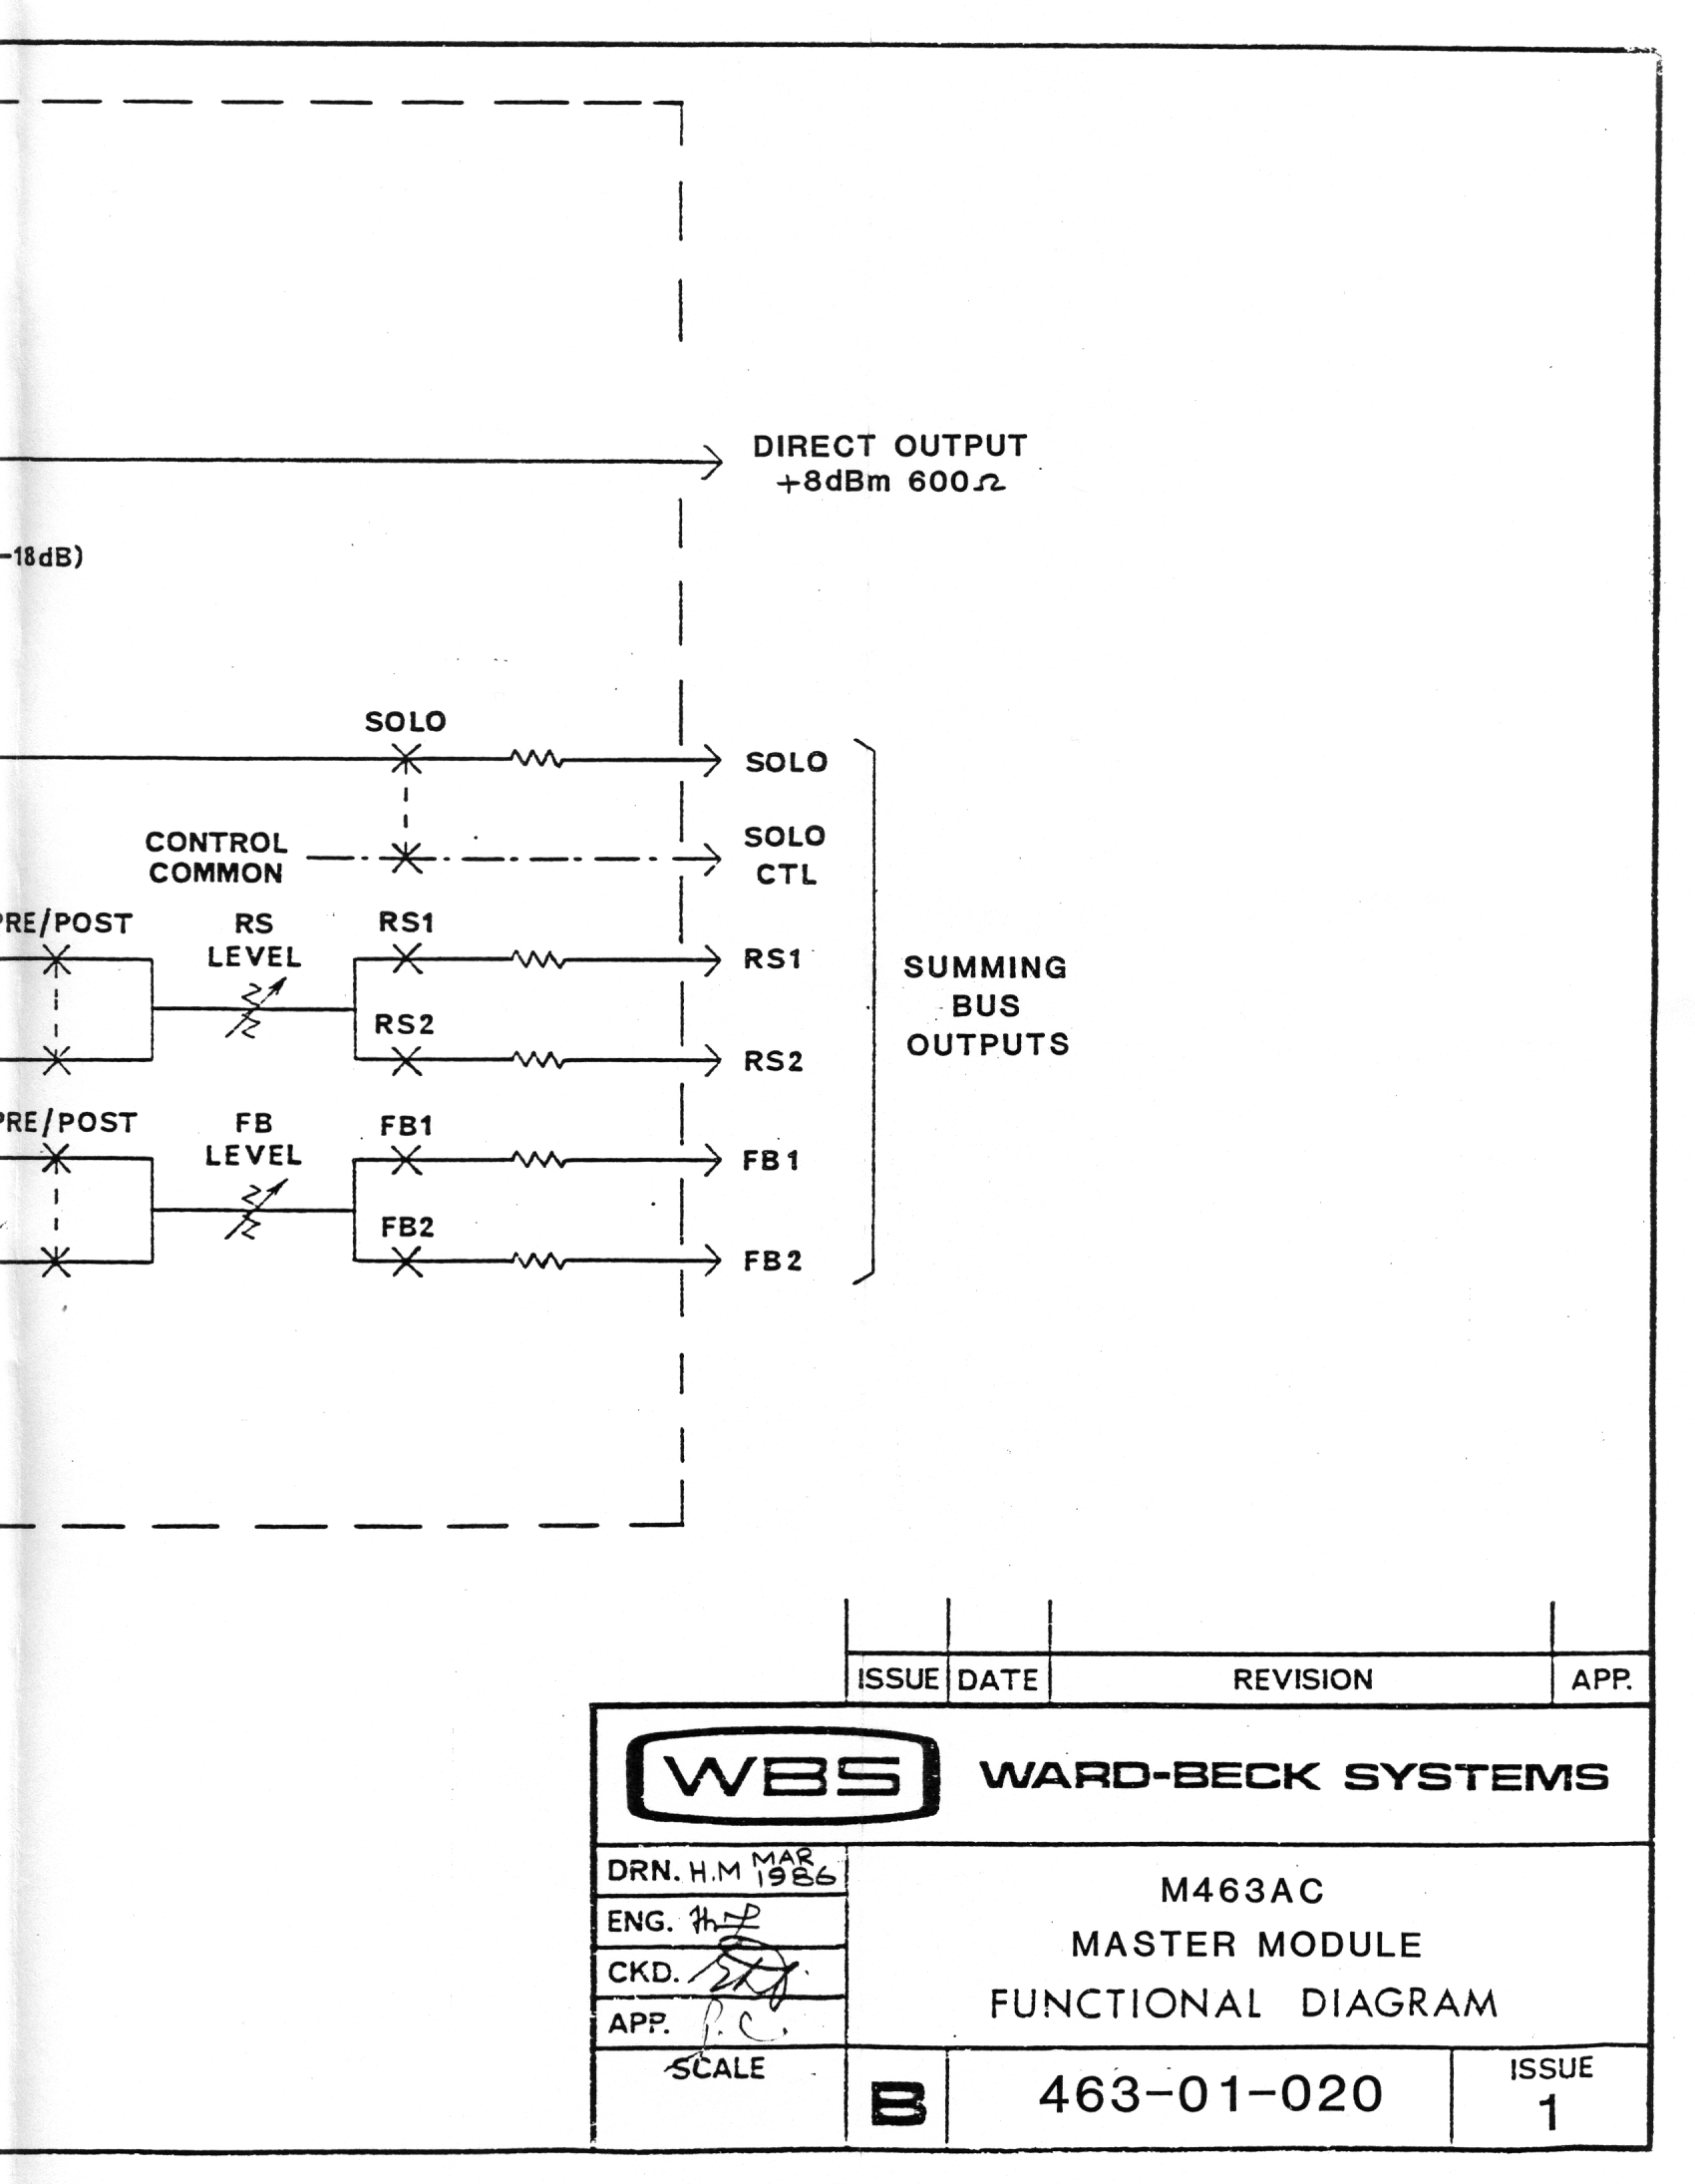 DIRECT OUTPUT
+8dBm 600Ω
-18dB)
SOLO
SOLO
CONTROL
COMMON
SOLO
CTL
PRE/POST
RS
LEVEL
RS1
RS1
RS2
RS2
SUMMING
BUS
OUTPUTS
PRE/POST
FB
LEVEL
FB1
FB1
FB2
FB2
ISSUE DATE REVISION APP.
WBS WARD-BECK SYSTEMS
DRN. H.M MAR 1986
ENG.
CKD.
APP. P.C.
SCALE
M463AC
MASTER MODULE
FUNCTIONAL DIAGRAM
B 463-01-020
ISSUE
1